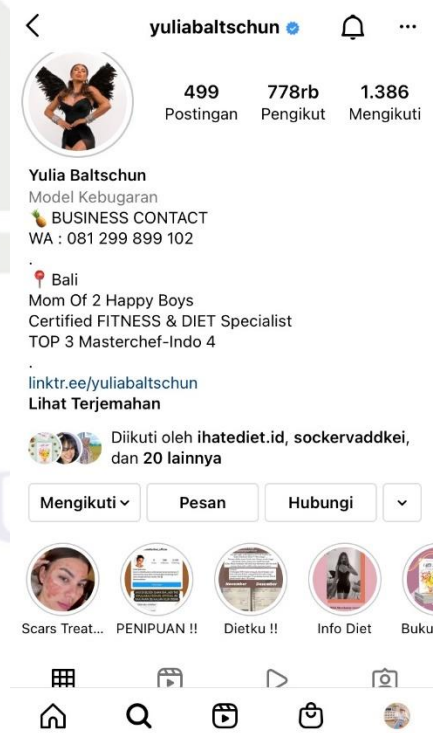 yuliabaltschun
499 778rb 1.386
Postingan Pengikut Mengikuti
Yulia Baltschun
Model Kebugaran
🍍 BUSINESS CONTACT
WA : 081 299 899 102
.
📍 Bali
Mom Of 2 Happy Boys
Certified FITNESS & DIET Specialist
TOP 3 Masterchef-Indo 4
.
linktr.ee/yuliabaltschun
Lihat Terjemahan
Diikuti oleh ihatediet.id, sockervaddkei,
dan 20 lainnya
Mengikuti Pesan Hubungi
Scars Treat... PENIPUAN !! Dietku !! Info Diet Buku